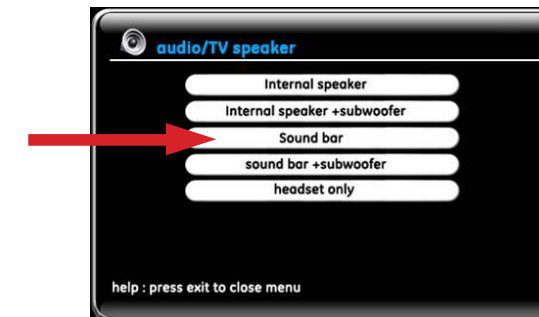 audio/TV speaker
Internal speaker
Internal speaker +subwoofer
Sound bar
sound bar +subwoofer
headset only
help : press exit to close menu